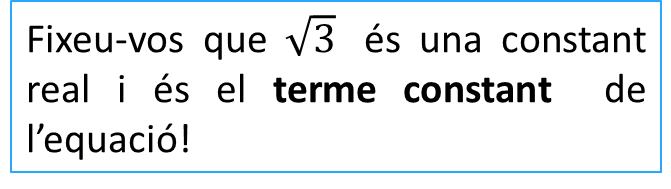 Fixeu-vos que √3 és una constant
real i és el terme constant de
l’equació!